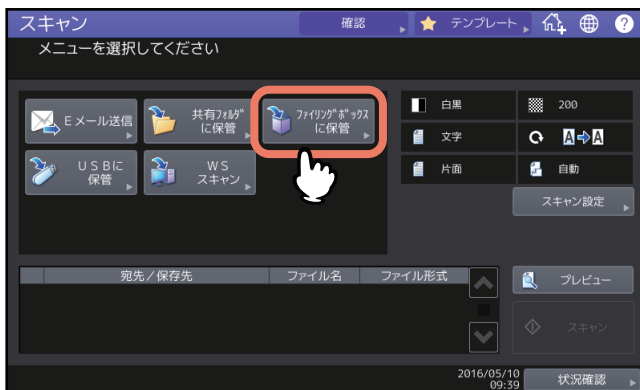 スキャン
確認
テンプレート
?
メニューを選択してください
Eメール送信
共有フォルダ
に保管
ファイリングボックス
に保管
USBに
保管
WS
スキャン
白黒
200
文字
A
A
片面
自動
スキャン設定
宛先/保存先
ファイル名
ファイル形式
プレビュー
スキャン
2016/05/10
09:39
状況確認